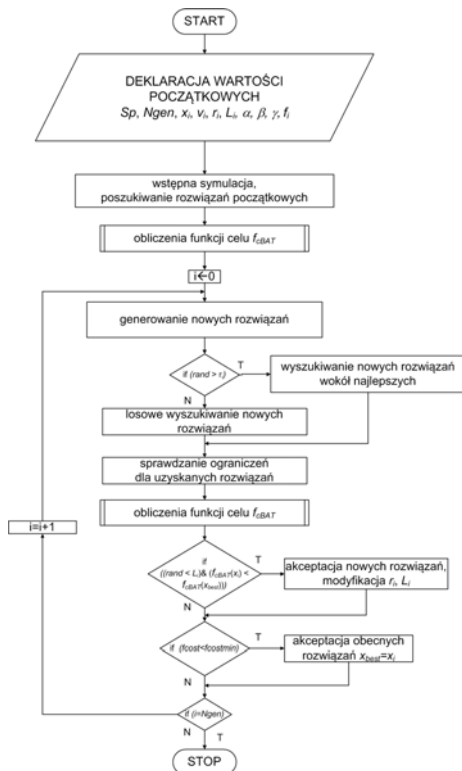 START
DEKLARACJA WARTOŚCI
POCZĄTKOWYCH
Sp, Ngen, xi, vi, ri, Li, α, β, γ, fi
wstępna symulacja,
poszukiwanie rozwiązań początkowych
obliczenia funkcji celu fcBAT
i←0
generowanie nowych rozwiązań
if (rand > ri)
T
N
wyszukiwanie nowych rozwiązań
wokół najlepszych
losowe wyszukiwanie nowych
rozwiązań
sprawdzanie ograniczeń
dla uzyskanych rozwiązań
i=i+1
obliczenia funkcji celu fcBAT
if
((rand < Li)& (fcBAT(xi) <
fcBAT(xbest)))
T
N
akceptacja nowych rozwiązań,
modyfikacja ri, Li
if (fcost<fcostmin)
T
N
akceptacja obecnych
rozwiązań xbest=xi
if (i=Ngen)
N
T
STOP